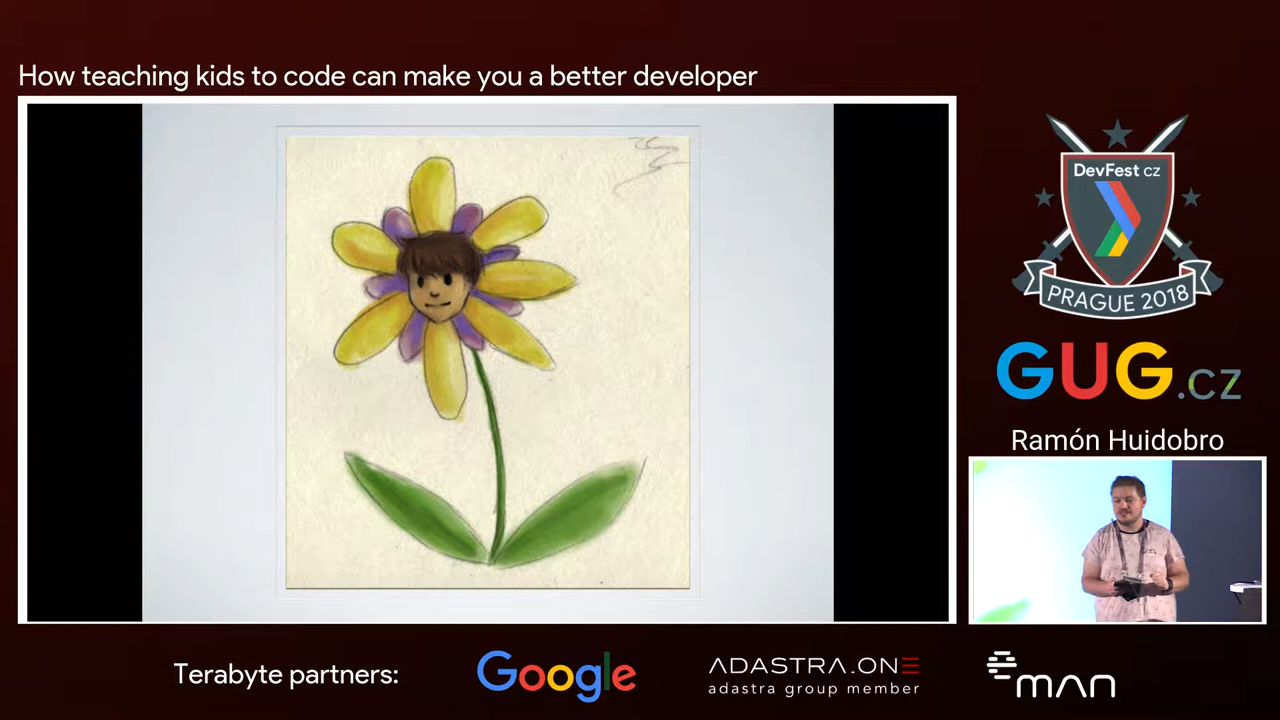 How teaching kids to code can make you a better developer
DevFest cz
PRAGUE 2018
GUG.cz
Ramón Huidobro
Terabyte partners:
Google
ADASTRA.ONE
adastra group member
eman